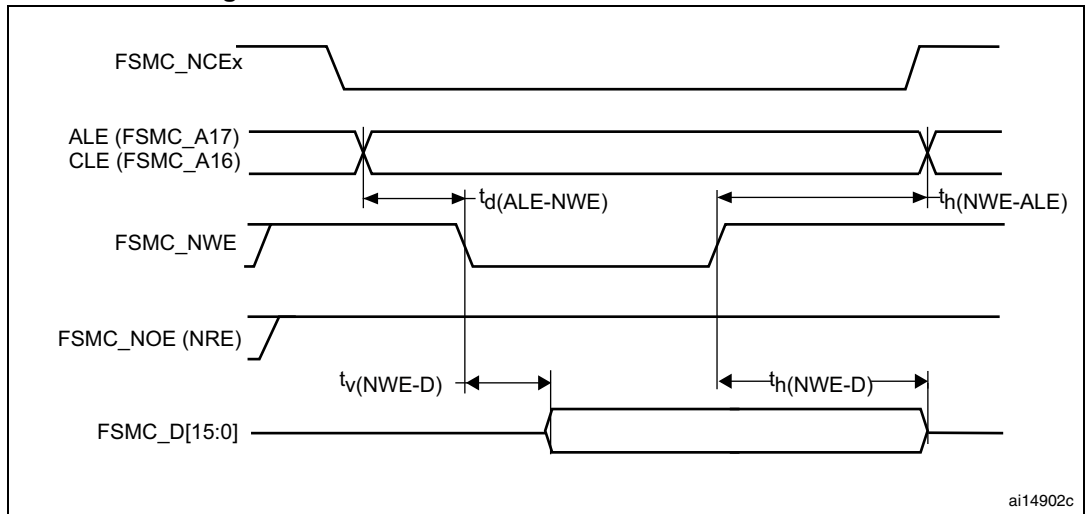 FSMC_NCEx
ALE (FSMC_A17)
CLE (FSMC_A16)
td(ALE-NWE)
th(NWE-ALE)
FSMC_NWE
FSMC_NOE (NRE)
tv(NWE-D)
th(NWE-D)
FSMC_D[15:0]
ai14902c